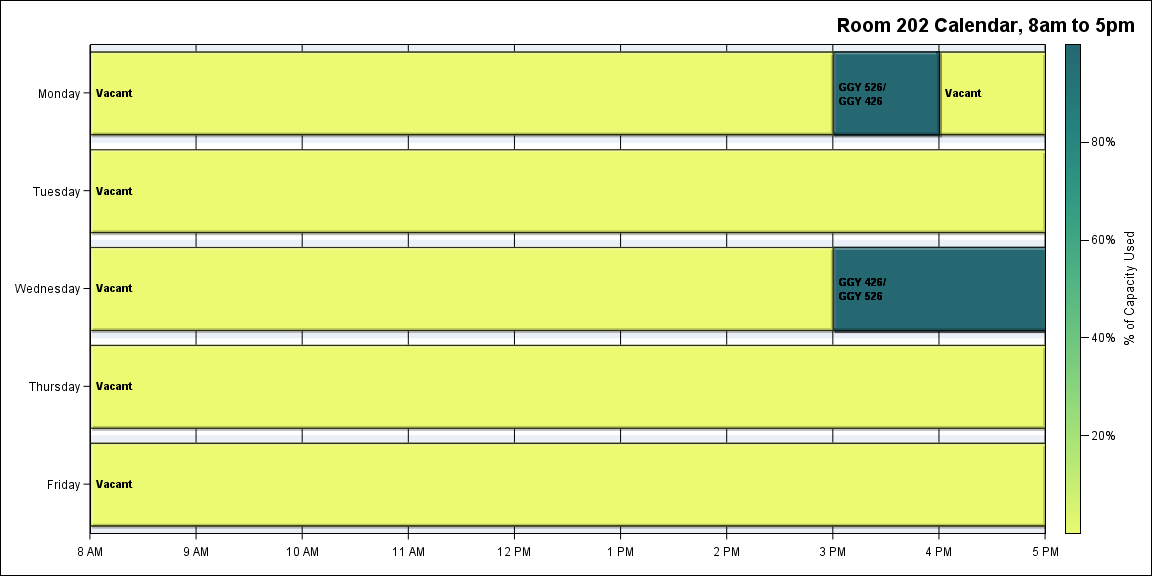 Room 202 Calendar, 8am to 5pm
Monday
Vacant
GGY 526/
GGY 426
Vacant
Tuesday
Vacant
Wednesday
Vacant
GGY 426/
GGY 526
Thursday
Vacant
Friday
Vacant
8 AM 9 AM 10 AM 11 AM 12 PM 1 PM 2 PM 3 PM 4 PM 5 PM
80%
60%
40%
20%
% of Capacity Used